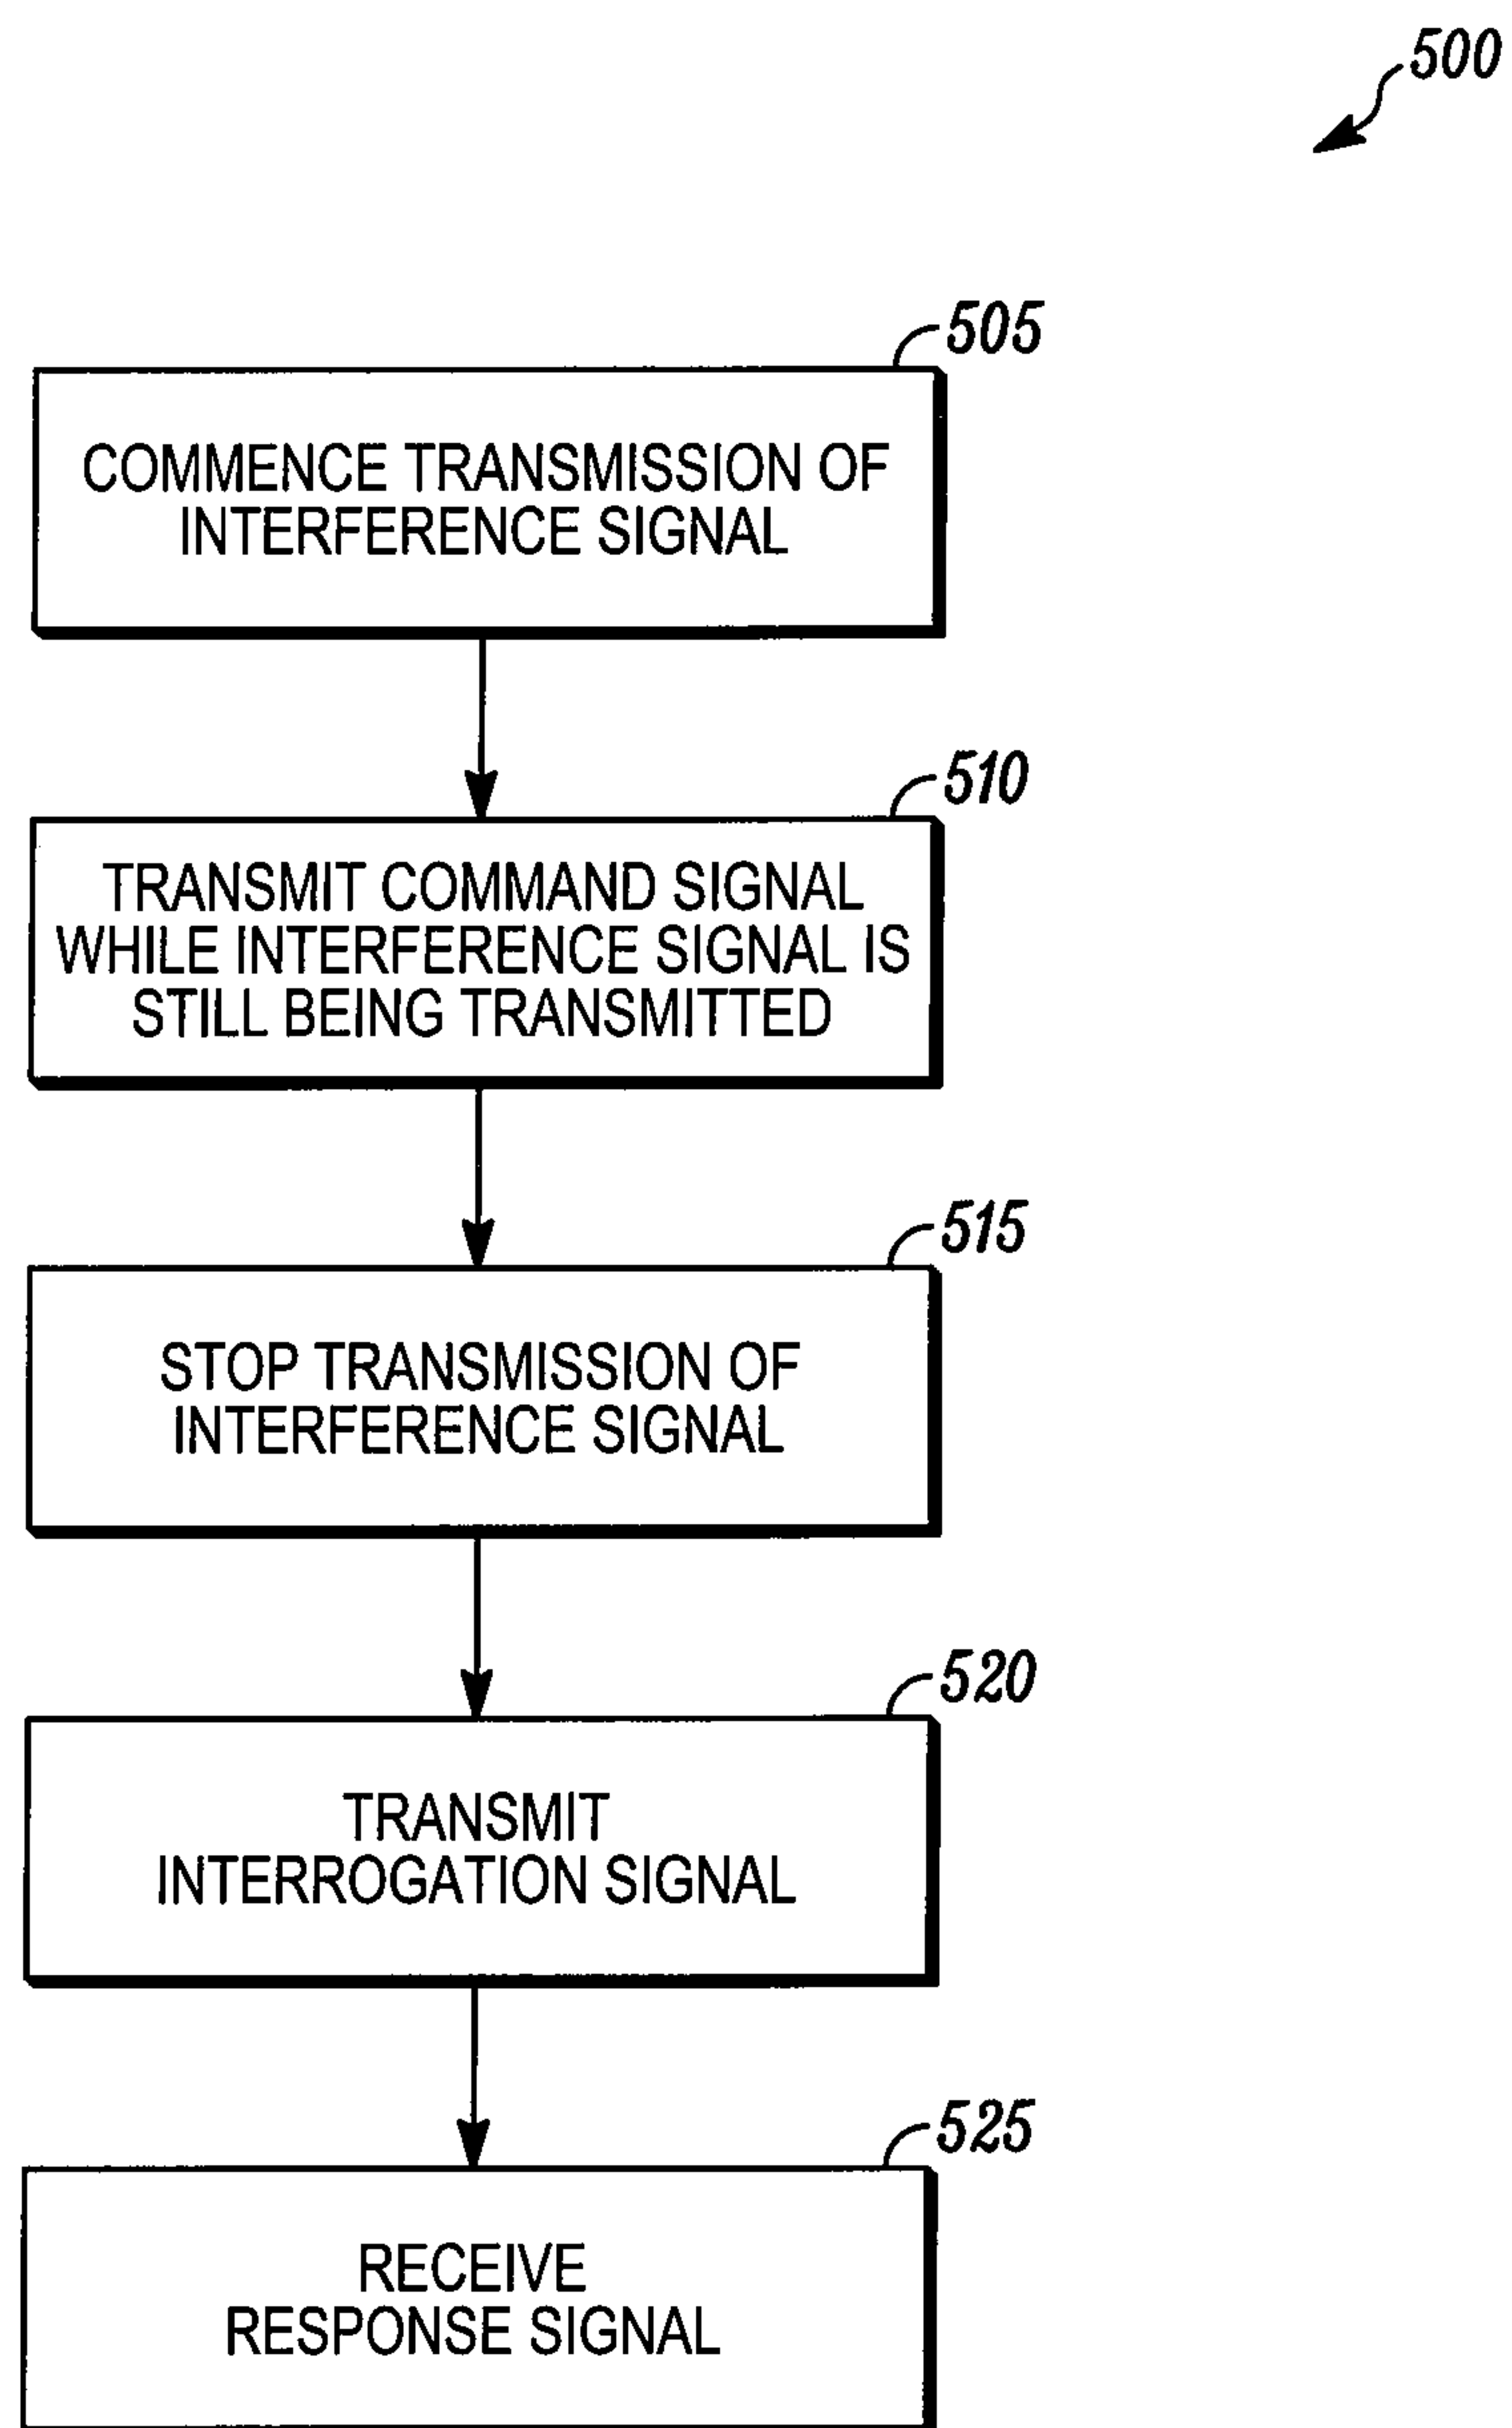 500
505
COMMENCE TRANSMISSION OF
INTERFERENCE SIGNAL
510
TRANSMIT COMMAND SIGNAL
WHILE INTERFERENCE SIGNAL IS
STILL BEING TRANSMITTED
515
STOP TRANSMISSION OF
INTERFERENCE SIGNAL
520
TRANSMIT
INTERROGATION SIGNAL
525
RECEIVE
RESPONSE SIGNAL